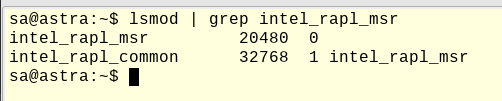 sa@astra:~$ lsmod | grep intel_rapl_msr
intel_rapl_msr         20480  0
intel_rapl_common      32768  1 intel_rapl_msr
sa@astra:~$